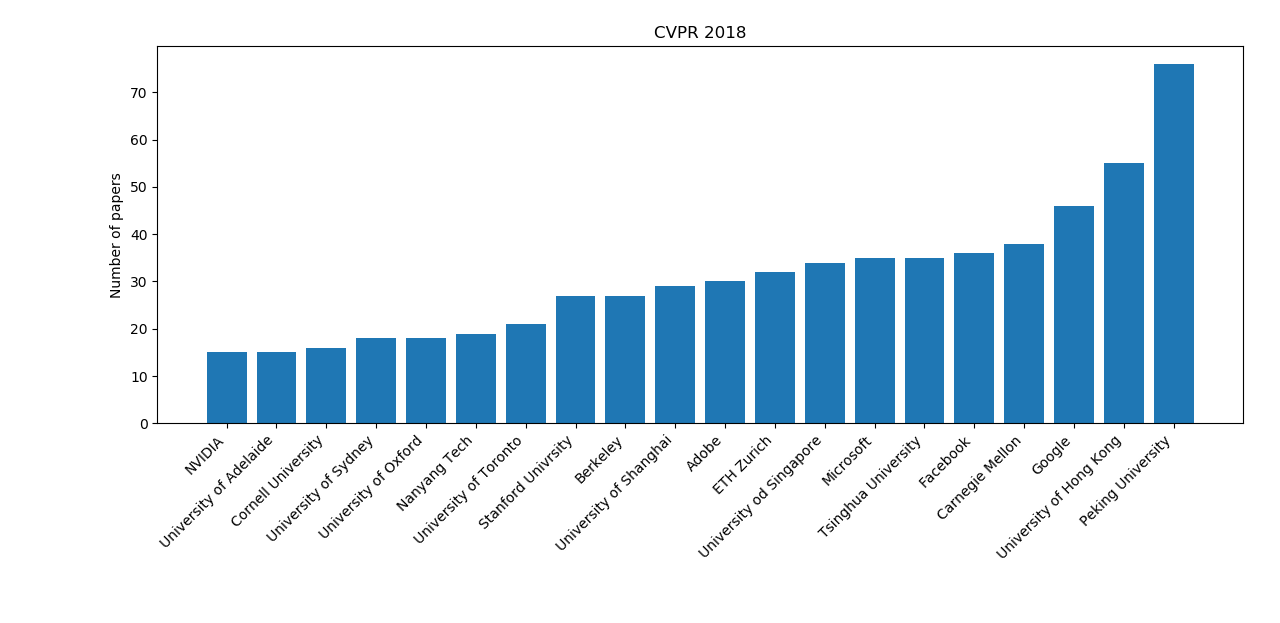 CVPR 2018
Number of papers
70
60
50
40
30
20
10
0
NVIDIA
University of Adelaide
Cornell University
University of Sydney
University of Oxford
Nanyang Tech
University of Toronto
Stanford Univrsity
Berkeley
University of Shanghai
Adobe
ETH Zurich
University od Singapore
Microsoft
Tsinghua University
Facebook
Carnegie Mellon
Google
University of Hong Kong
Peking University